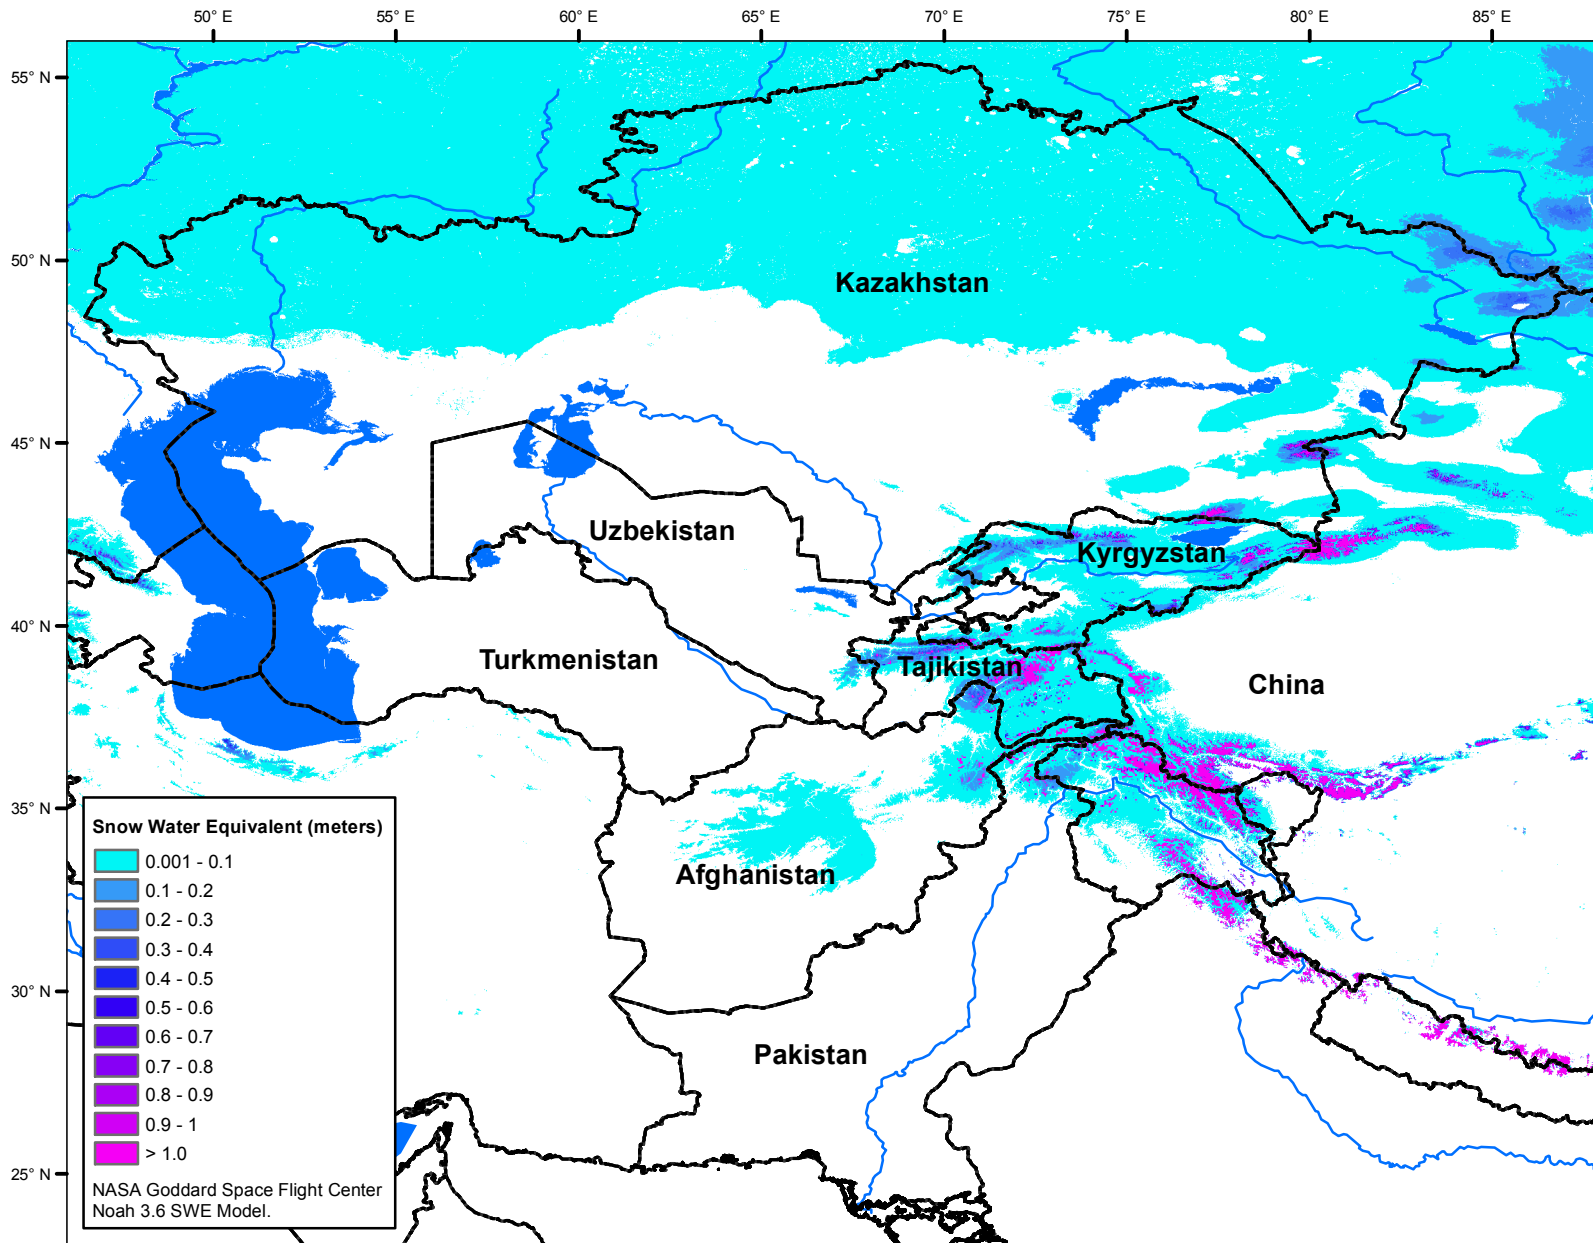 50° E 55° E 60° E 65° E 70° E 75° E 80° E 85° E
55° N
50° N
45° N
40° N
35° N
30° N
25° N
Kazakhstan
Uzbekistan
Kyrgyzstan
Turkmenistan
Tajikistan
China
Afghanistan
Pakistan
Snow Water Equivalent (meters)
0.001 - 0.1
0.1 - 0.2
0.2 - 0.3
0.3 - 0.4
0.4 - 0.5
0.5 - 0.6
0.6 - 0.7
0.7 - 0.8
0.8 - 0.9
0.9 - 1
> 1.0
NASA Goddard Space Flight Center
Noah 3.6 SWE Model.